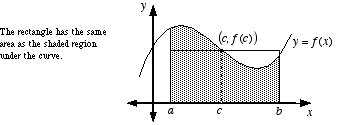 The rectangle has the same
area as the shaded region
under the curve.
y
(c, f(c))
y = f(x)
a
c
b
x